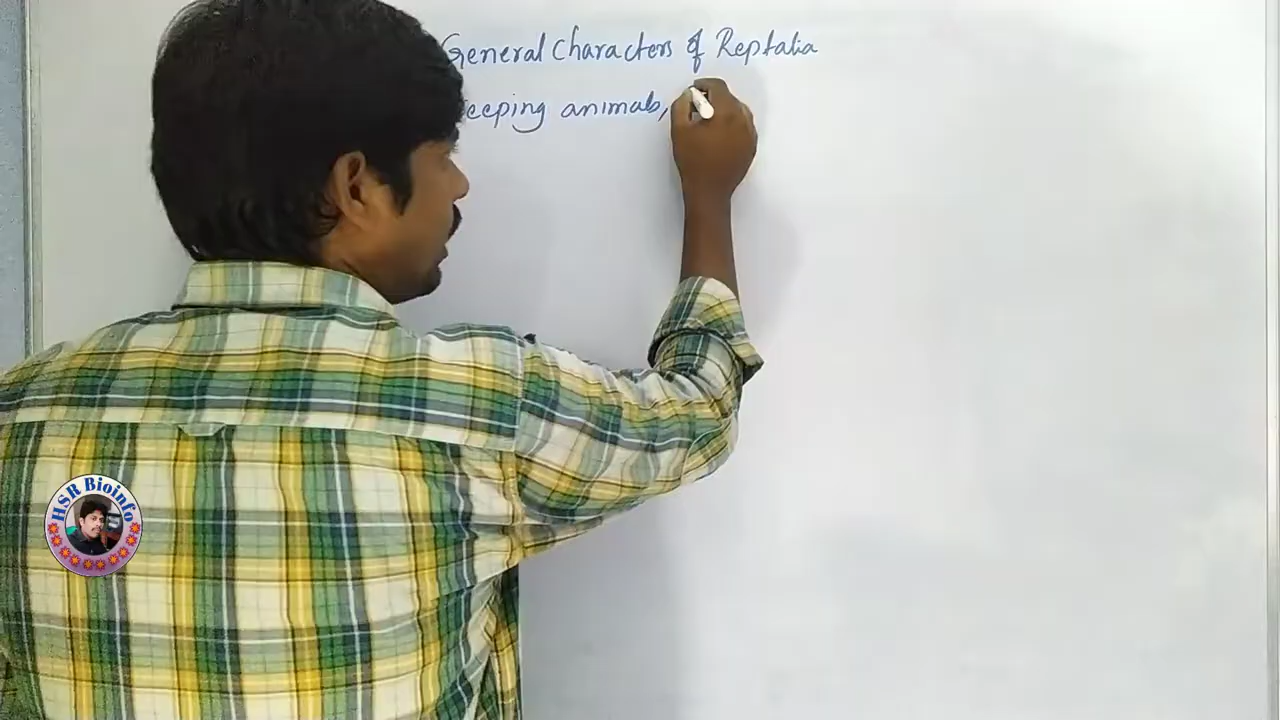 General Characters of Reptalia
eeping animals,
HSR Bioinfo